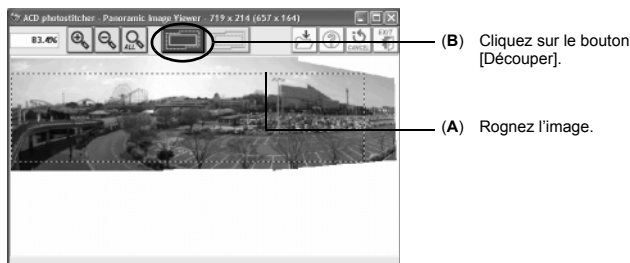 ACD photostitcher - Panoramic Image Viewer - 719 x 214 (657 x 164)
83.4%
ALL
CANCEL
EXIT
(B) Cliquez sur le bouton
[Découper].
(A) Rognez l'image.